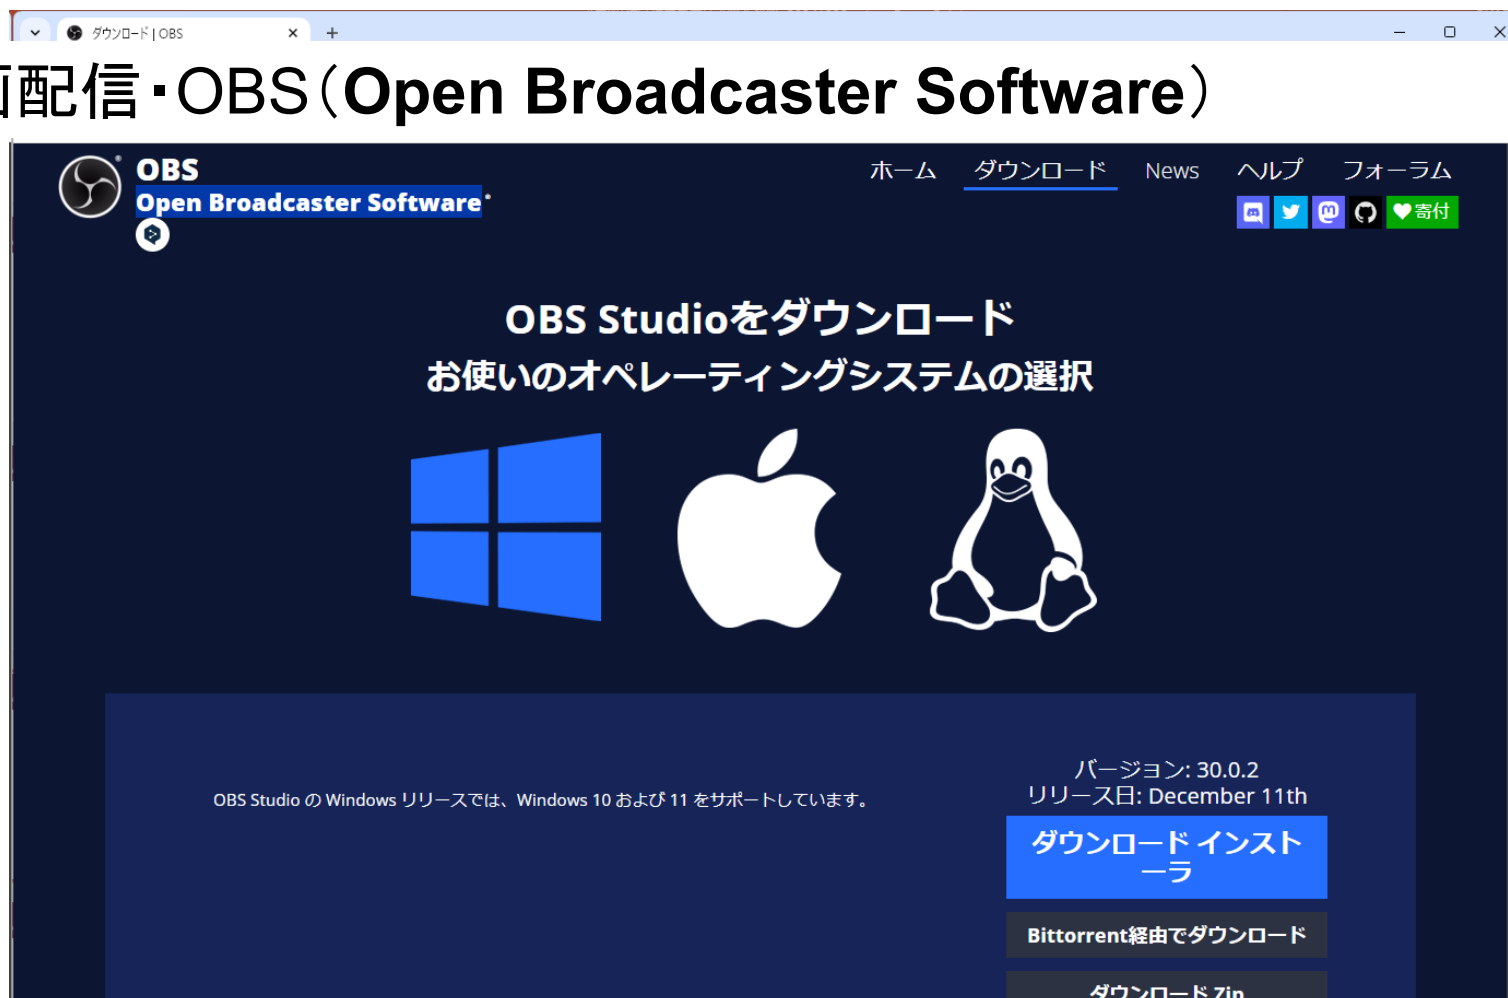 ダウンロード | OBS
画配信・OBS（Open Broadcaster Software）
OBS
Open Broadcaster Software
ホーム ダウンロード News ヘルプ フォーラム
寄付
OBS Studioをダウンロード
お使いのオペレーティングシステムの選択
OBS Studio の Windows リリースでは、Windows 10 および 11 をサポートしています。
バージョン: 30.0.2
リリース日: December 11th
ダウンロード インスト
ーラ
Bittorrent経由でダウンロード
ダウンロード Zip